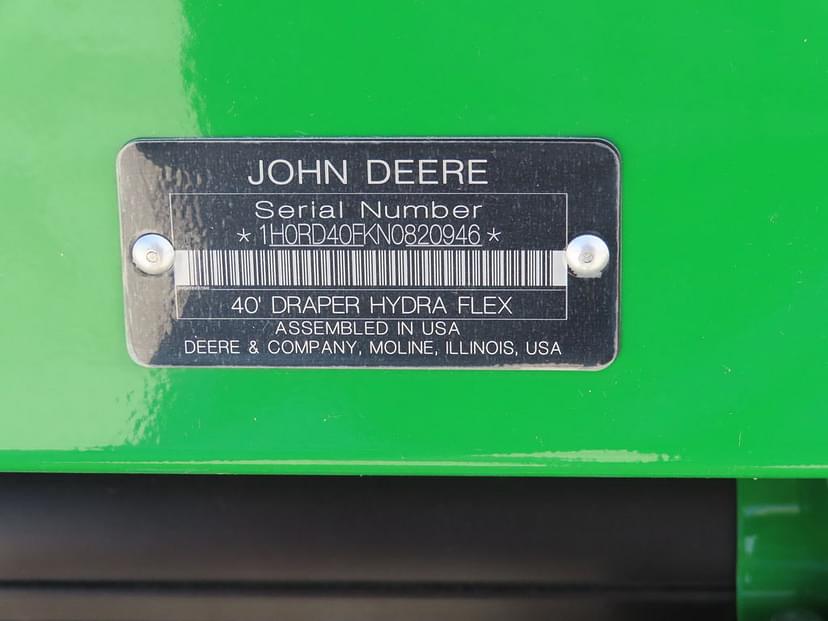 JOHN DEERE
Serial Number
*1H0RD40FKN0820946*
40' DRAPER HYDRA FLEX
ASSEMBLED IN USA
DEERE & COMPANY, MOLINE, ILLINOIS, USA